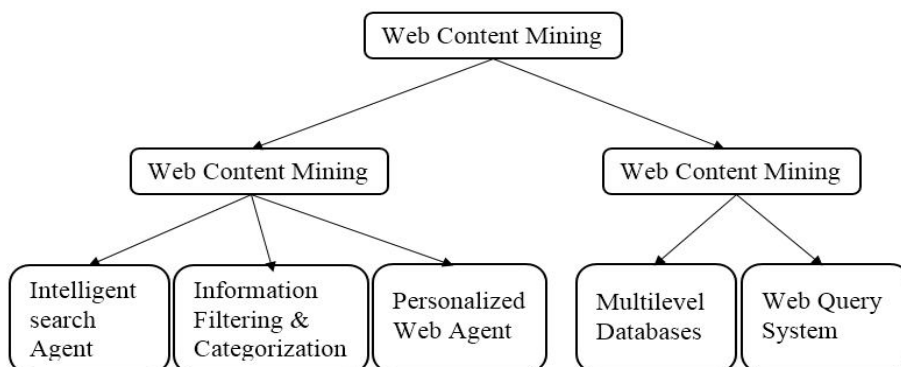 Web Content Mining
Web Content Mining
Web Content Mining
Intelligent
search
Agent
Information
Filtering &
Categorization
Personalized
Web Agent
Multilevel
Databases
Web Query
System